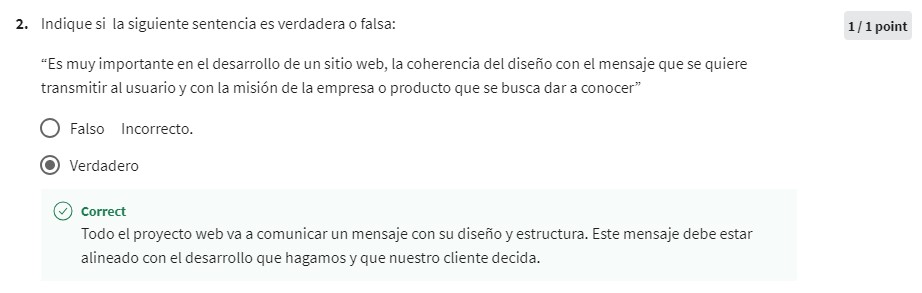 2. Indique si la siguiente sentencia es verdadera o falsa:
1 / 1 point
“Es muy importante en el desarrollo de un sitio web, la coherencia del diseño con el mensaje que se quiere
transmitir al usuario y con la misión de la empresa o producto que se busca dar a conocer”
Falso Incorrecto.
Verdadero
Correct
Todo el proyecto web va a comunicar un mensaje con su diseño y estructura. Este mensaje debe estar
alineado con el desarrollo que hagamos y que nuestro cliente decida.